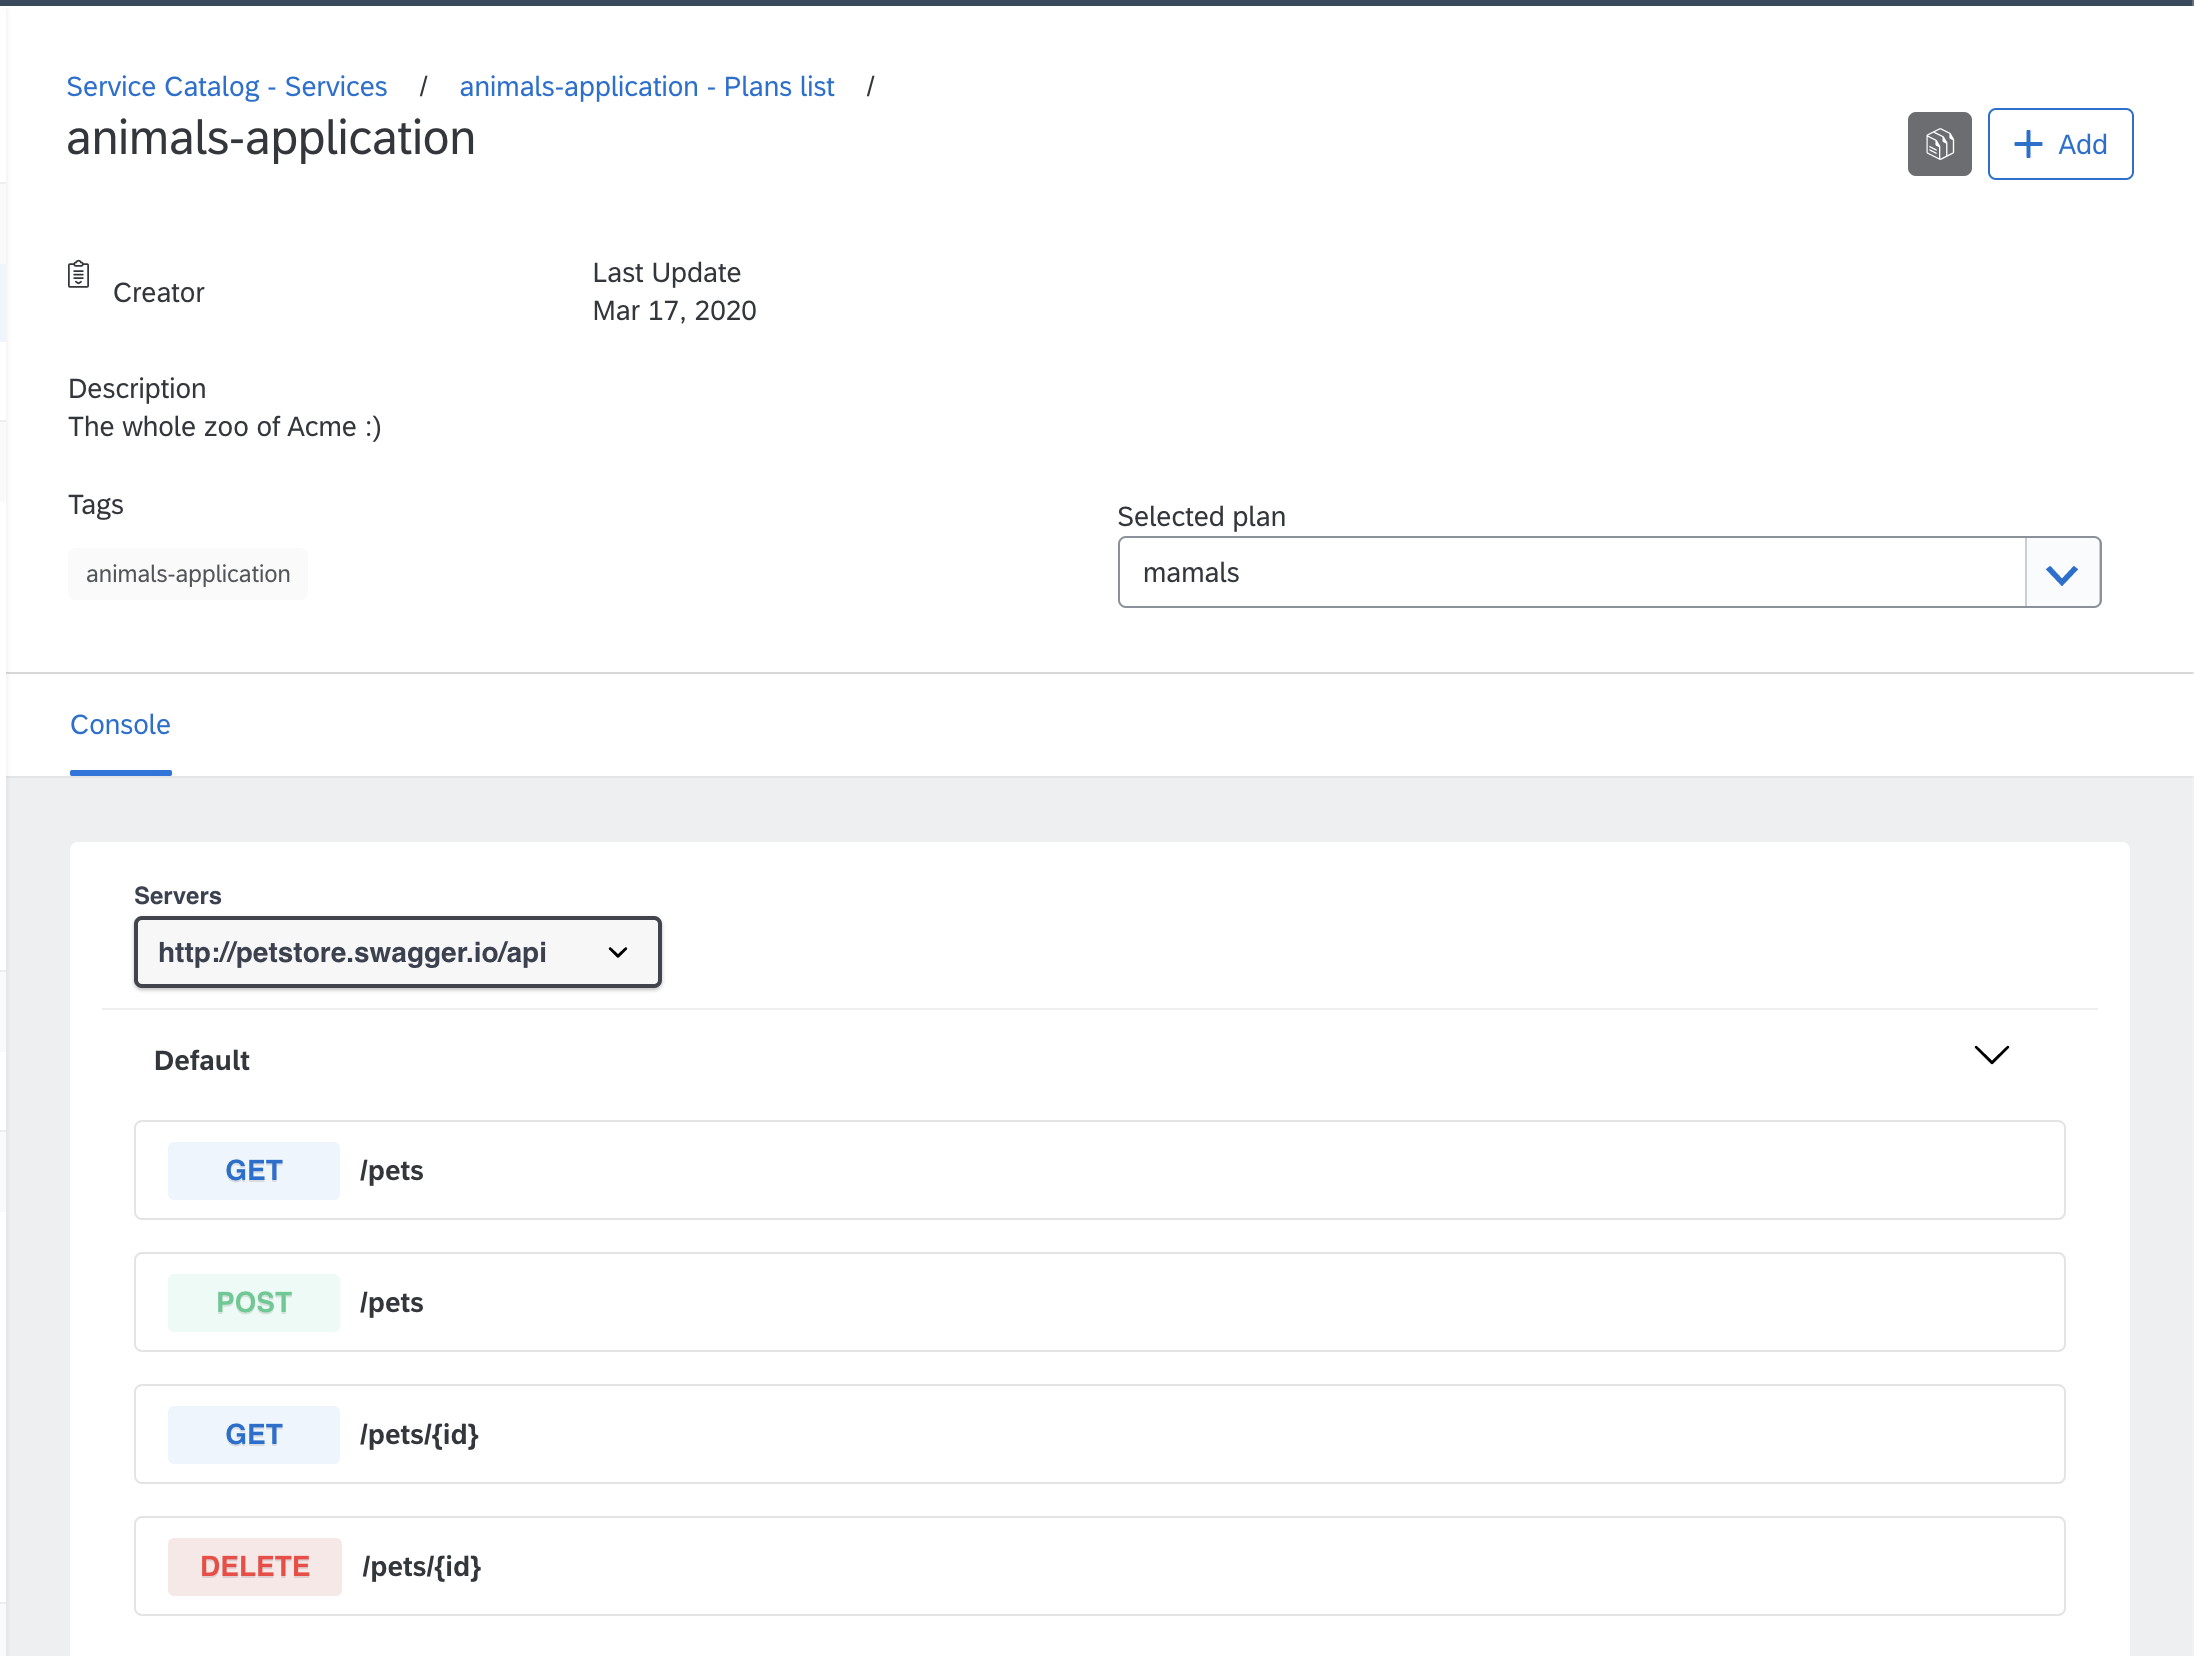 Service Catalog - Services / animals-application - Plans list /
animals-application
Add
Creator
Last Update
Mar 17, 2020
Description
The whole zoo of Acme :)
Tags
animals-application
Selected plan
mamals
Console
Servers
http://petstore.swagger.io/api
Default
GET /pets
POST /pets
GET /pets/{id}
DELETE /pets/{id}